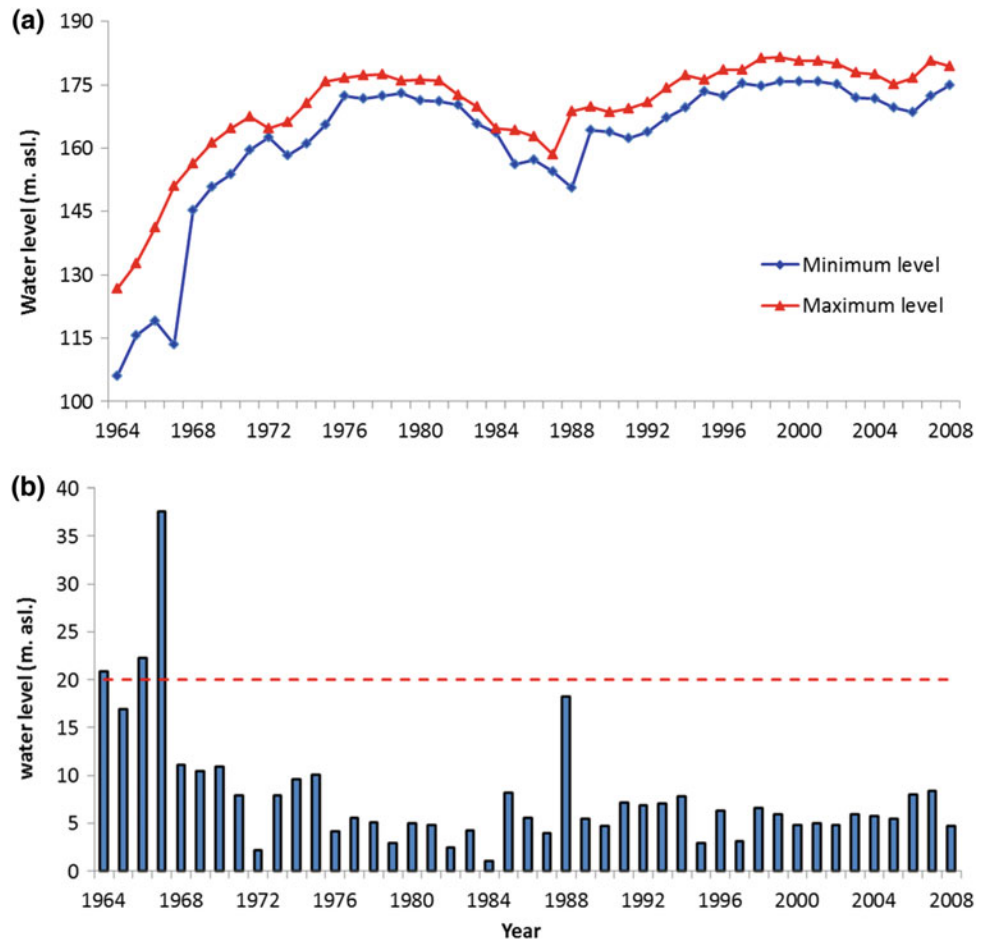 (a)
190
175
160
145
130
115
100
Water level (m. asl.)
Minimum level
Maximum level
1964 1968 1972 1976 1980 1984 1988 1992 1996 2000 2004 2008
(b)
40
35
30
25
20
15
10
5
0
water level (m. asl.)
1964 1968 1972 1976 1980 1984 1988 1992 1996 2000 2004 2008
Year